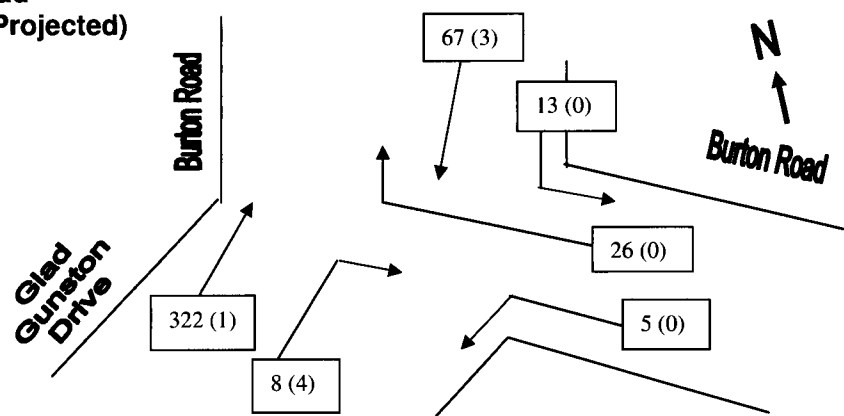 Projected)
67 (3)
N
13 (0)
Burton Road
Burton Road
26 (0)
Glad
Gunston
Drive
322 (1)
5 (0)
8 (4)